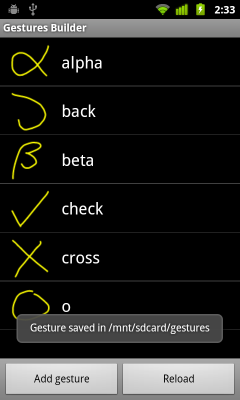 2:33
Gestures Builder
alpha
back
beta
check
cross
o
Gesture saved in /mnt/sdcard/gestures
Add gesture
Reload